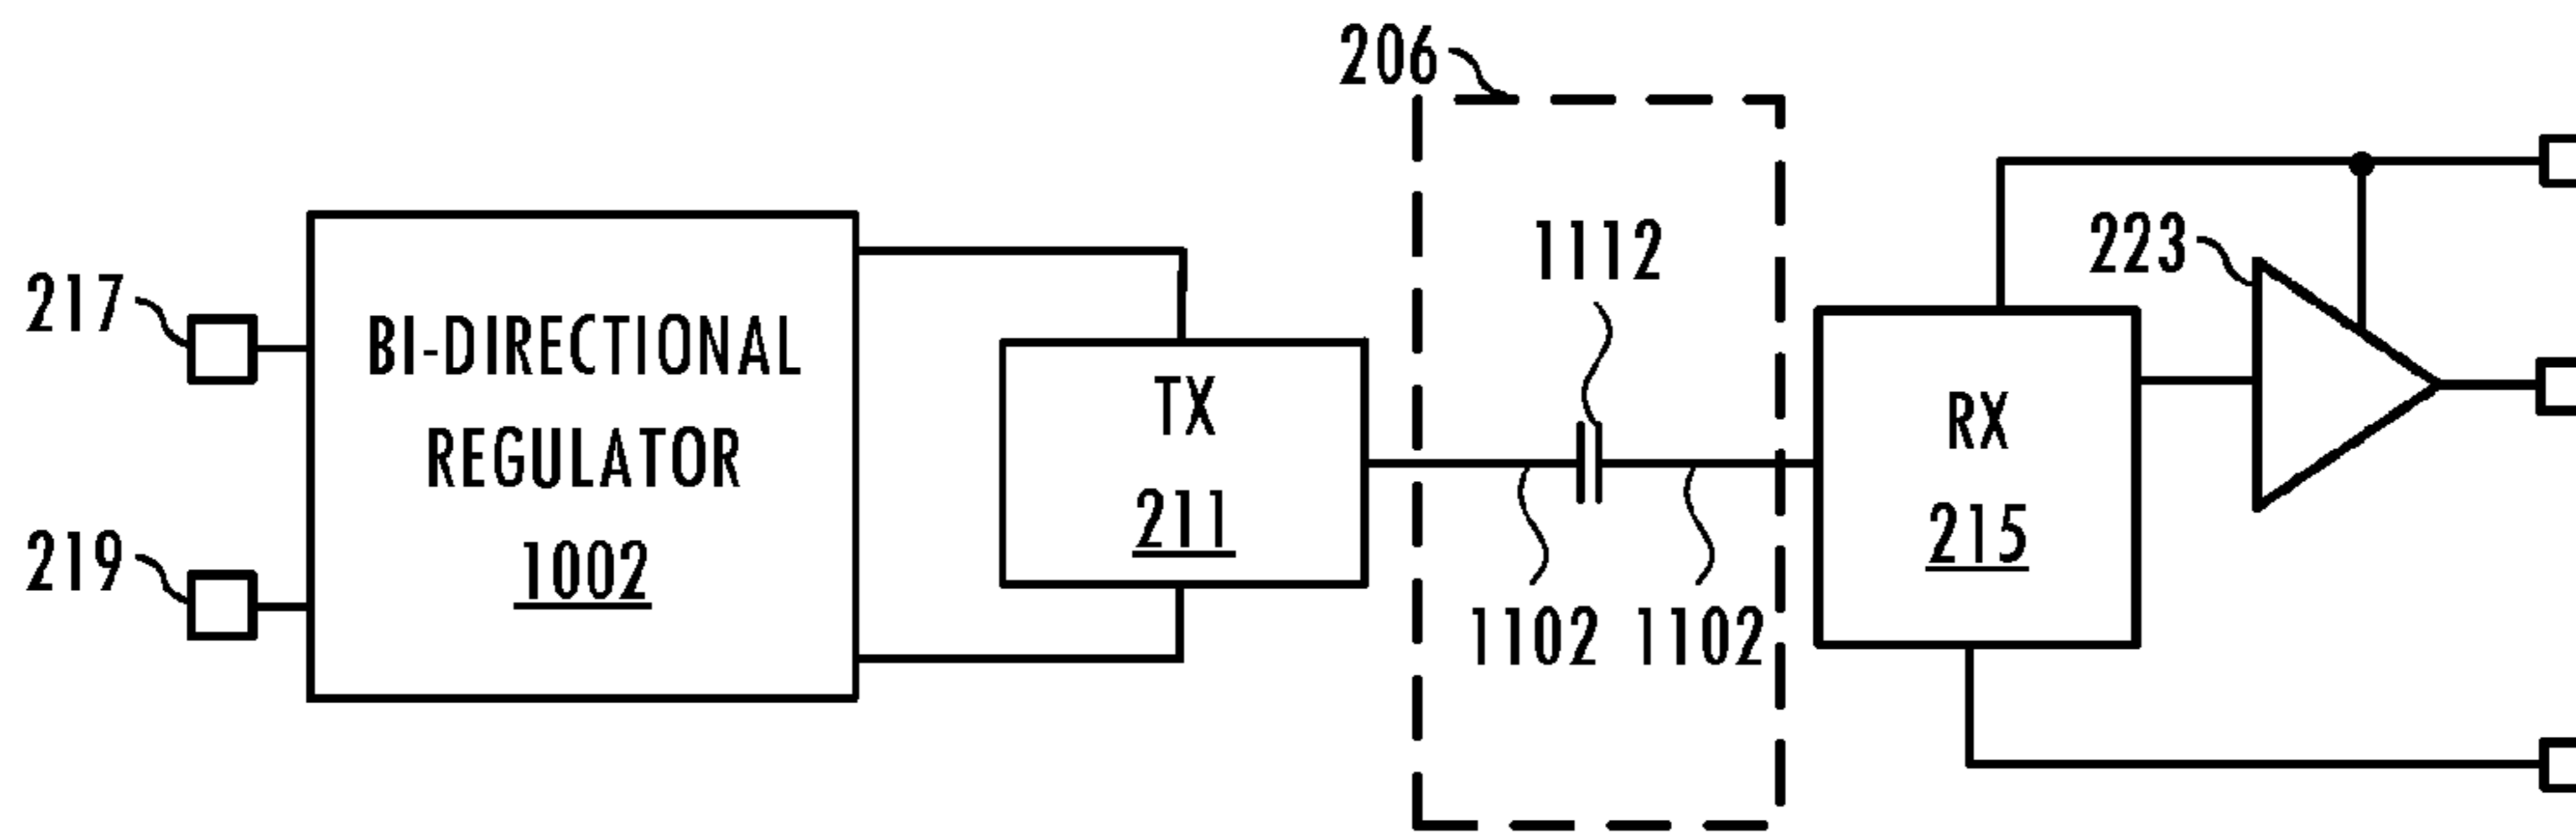 206
1112
223
217
BI-DIRECTIONAL
REGULATOR
1002
TX
211
RX
215
219
1102
1102